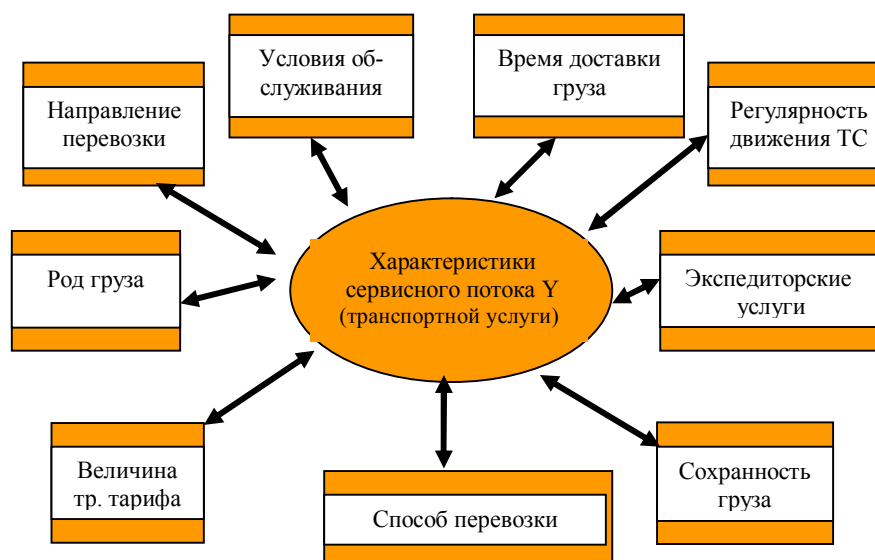 Условия об-
служивания
Время доставки
груза
Направление
перевозки
Регулярность
движения ТС
Род груза
Характеристики
сервисного потока Y
(транспортной услуги)
Экспедиторские
услуги
Величина
тр. тарифа
Способ перевозки
Сохранность
груза